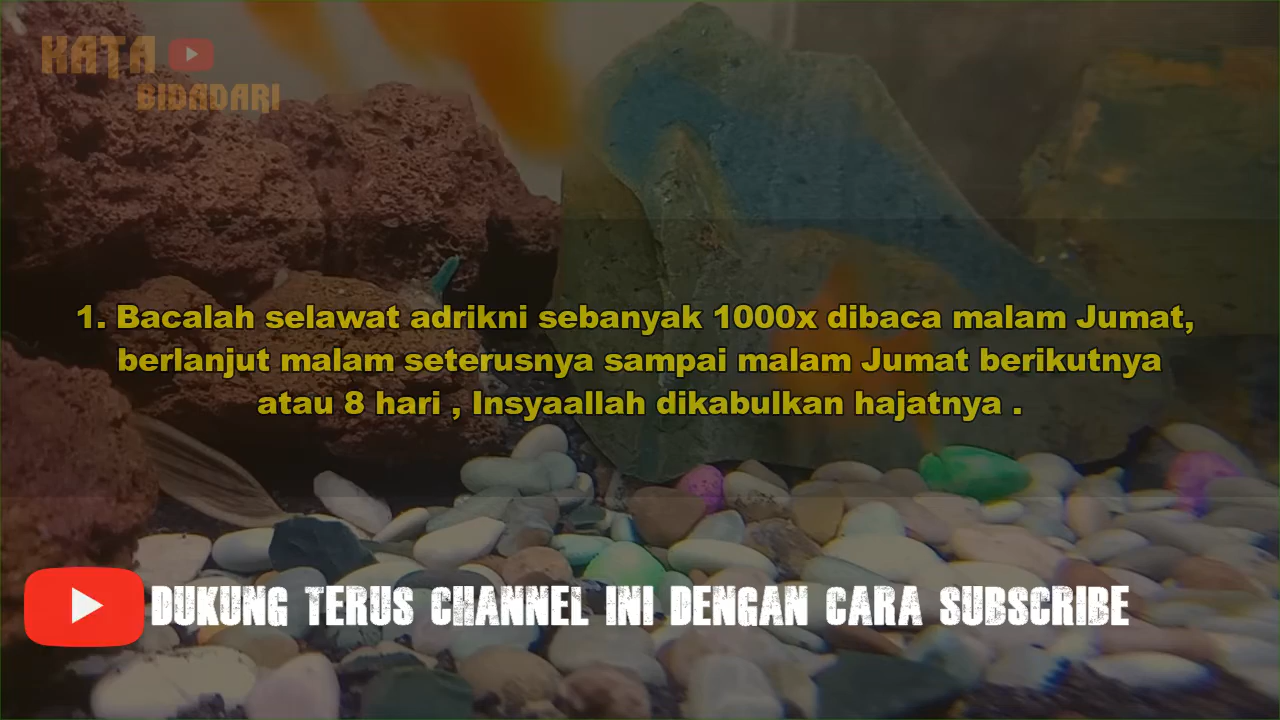 KATA
BIDADARI
1. Bacalah selawat adrikni sebanyak 1000x dibaca malam Jumat,
berlanjut malam seterusnya sampai malam Jumat berikutnya
atau 8 hari , Insyaallah dikabulkan hajatnya .
DUKUNG TERUS CHANNEL INI DENGAN CARA SUBSCRIBE